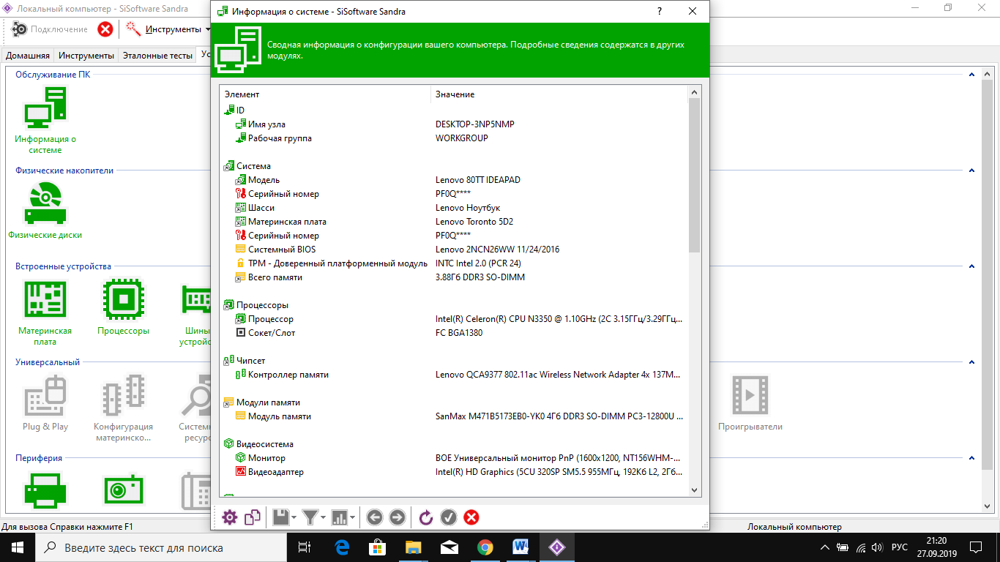 Локальный компьютер - SiSoftware Sandra
Подключение
Инструменты
Домашняя Инструменты Эталонные тесты
Обслуживание ПК
Информация о
системе
Физические накопители
Физические диски
Встроенные устройства
Материнская
плата
Процессоры
Шины
Универсальный
Plug & Play
Конфигурация
материнско...
Проигрыватели
Периферия
Для вызова Справки нажмите F1
Локальный компьютер
Информация о системе - SiSoftware Sandra
?
Сводная информация о конфигурации вашего компьютера. Подробные сведения содержатся в других
модулях.
Элемент Значение
ID
Имя узла DESKTOP-3NP5NMP
Рабочая группа WORKGROUP
Система
Модель Lenovo 80TT IDEAPAD
Серийный номер PF0Q****
Шасси Lenovo Ноутбук
Материнская плата Lenovo Toronto 5D2
Серийный номер PF0Q****
Системный BIOS Lenovo 2NCN26WW 11/24/2016
TPM - Доверенный платформенный модуль INTC Intel 2.0 (PCR 24)
Всего памяти 3.88Гб DDR3 SO-DIMM
Процессоры
Процессор Intel(R) Celeron(R) CPU N3350 @ 1.10GHz (2C 3.15ГГц/3.29ГГц...
Сокет/Слот FC BGA1380
Чипсет
Контроллер памяти Lenovo QCA9377 802.11ac Wireless Network Adapter 4x 137М...
Модули памяти
Модуль памяти SanMax M471B5173EB0-YK0 4Гб DDR3 SO-DIMM PC3-12800U ...
Видеосистема
Монитор BOE Универсальный монитор PnP (1600x1200, NT156WHM-...
Видеоадаптер Intel(R) HD Graphics (5CU 320SP SM5.5 955МГц, 192Кб L2, 2Гб...
Введите здесь текст для поиска
РУС
21:20
27.09.2019